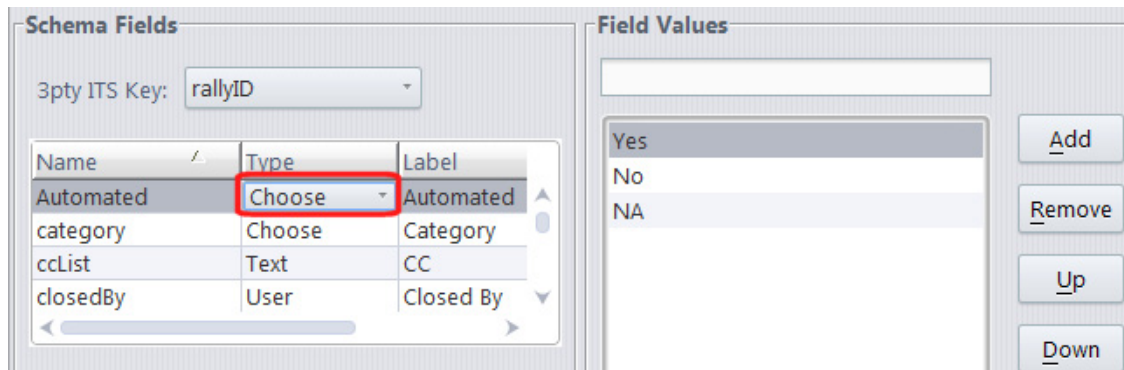 Schema Fields
3pty ITS Key: rallyID
Name Type Label
Automated Choose Automated
category Choose Category
ccList Text CC
closedBy User Closed By
Field Values
Yes
No
NA
Add
Remove
Up
Down